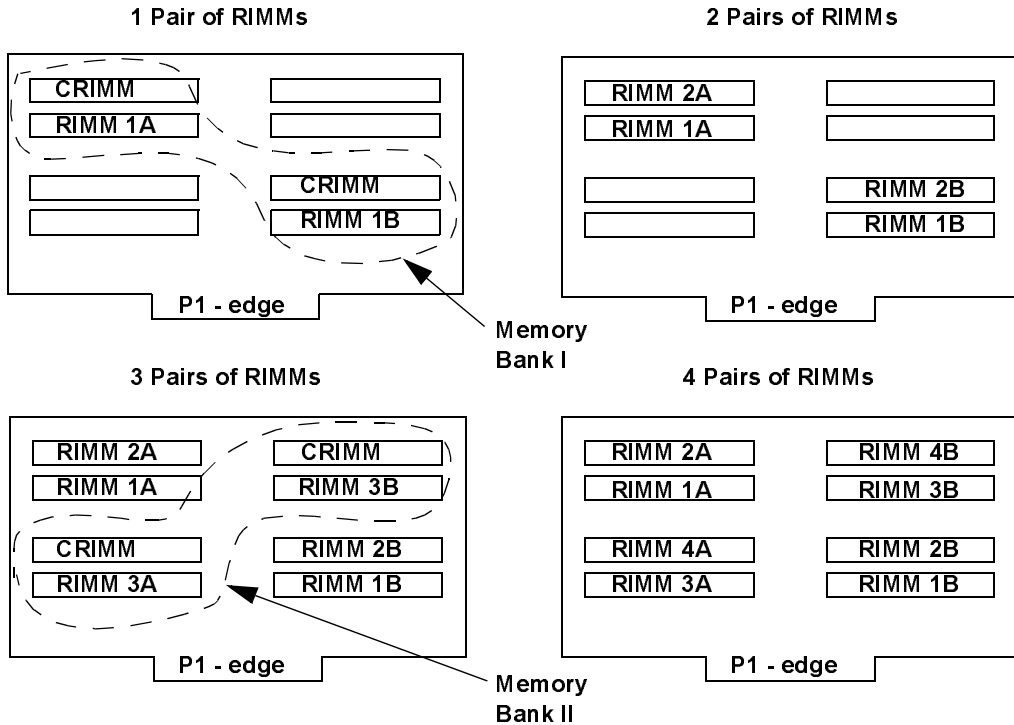 1 Pair of RIMMs
CRIMM
RIMM 1A
CRIMM
RIMM 1B
P1 - edge
Memory
Bank I
2 Pairs of RIMMs
RIMM 2A
RIMM 1A
RIMM 2B
RIMM 1B
P1 - edge
3 Pairs of RIMMs
RIMM 2A
RIMM 1A
CRIMM
RIMM 3B
CRIMM
RIMM 3A
RIMM 2B
RIMM 1B
P1 - edge
Memory
Bank II
4 Pairs of RIMMs
RIMM 2A
RIMM 1A
RIMM 4B
RIMM 3B
RIMM 4A
RIMM 3A
RIMM 2B
RIMM 1B
P1 - edge